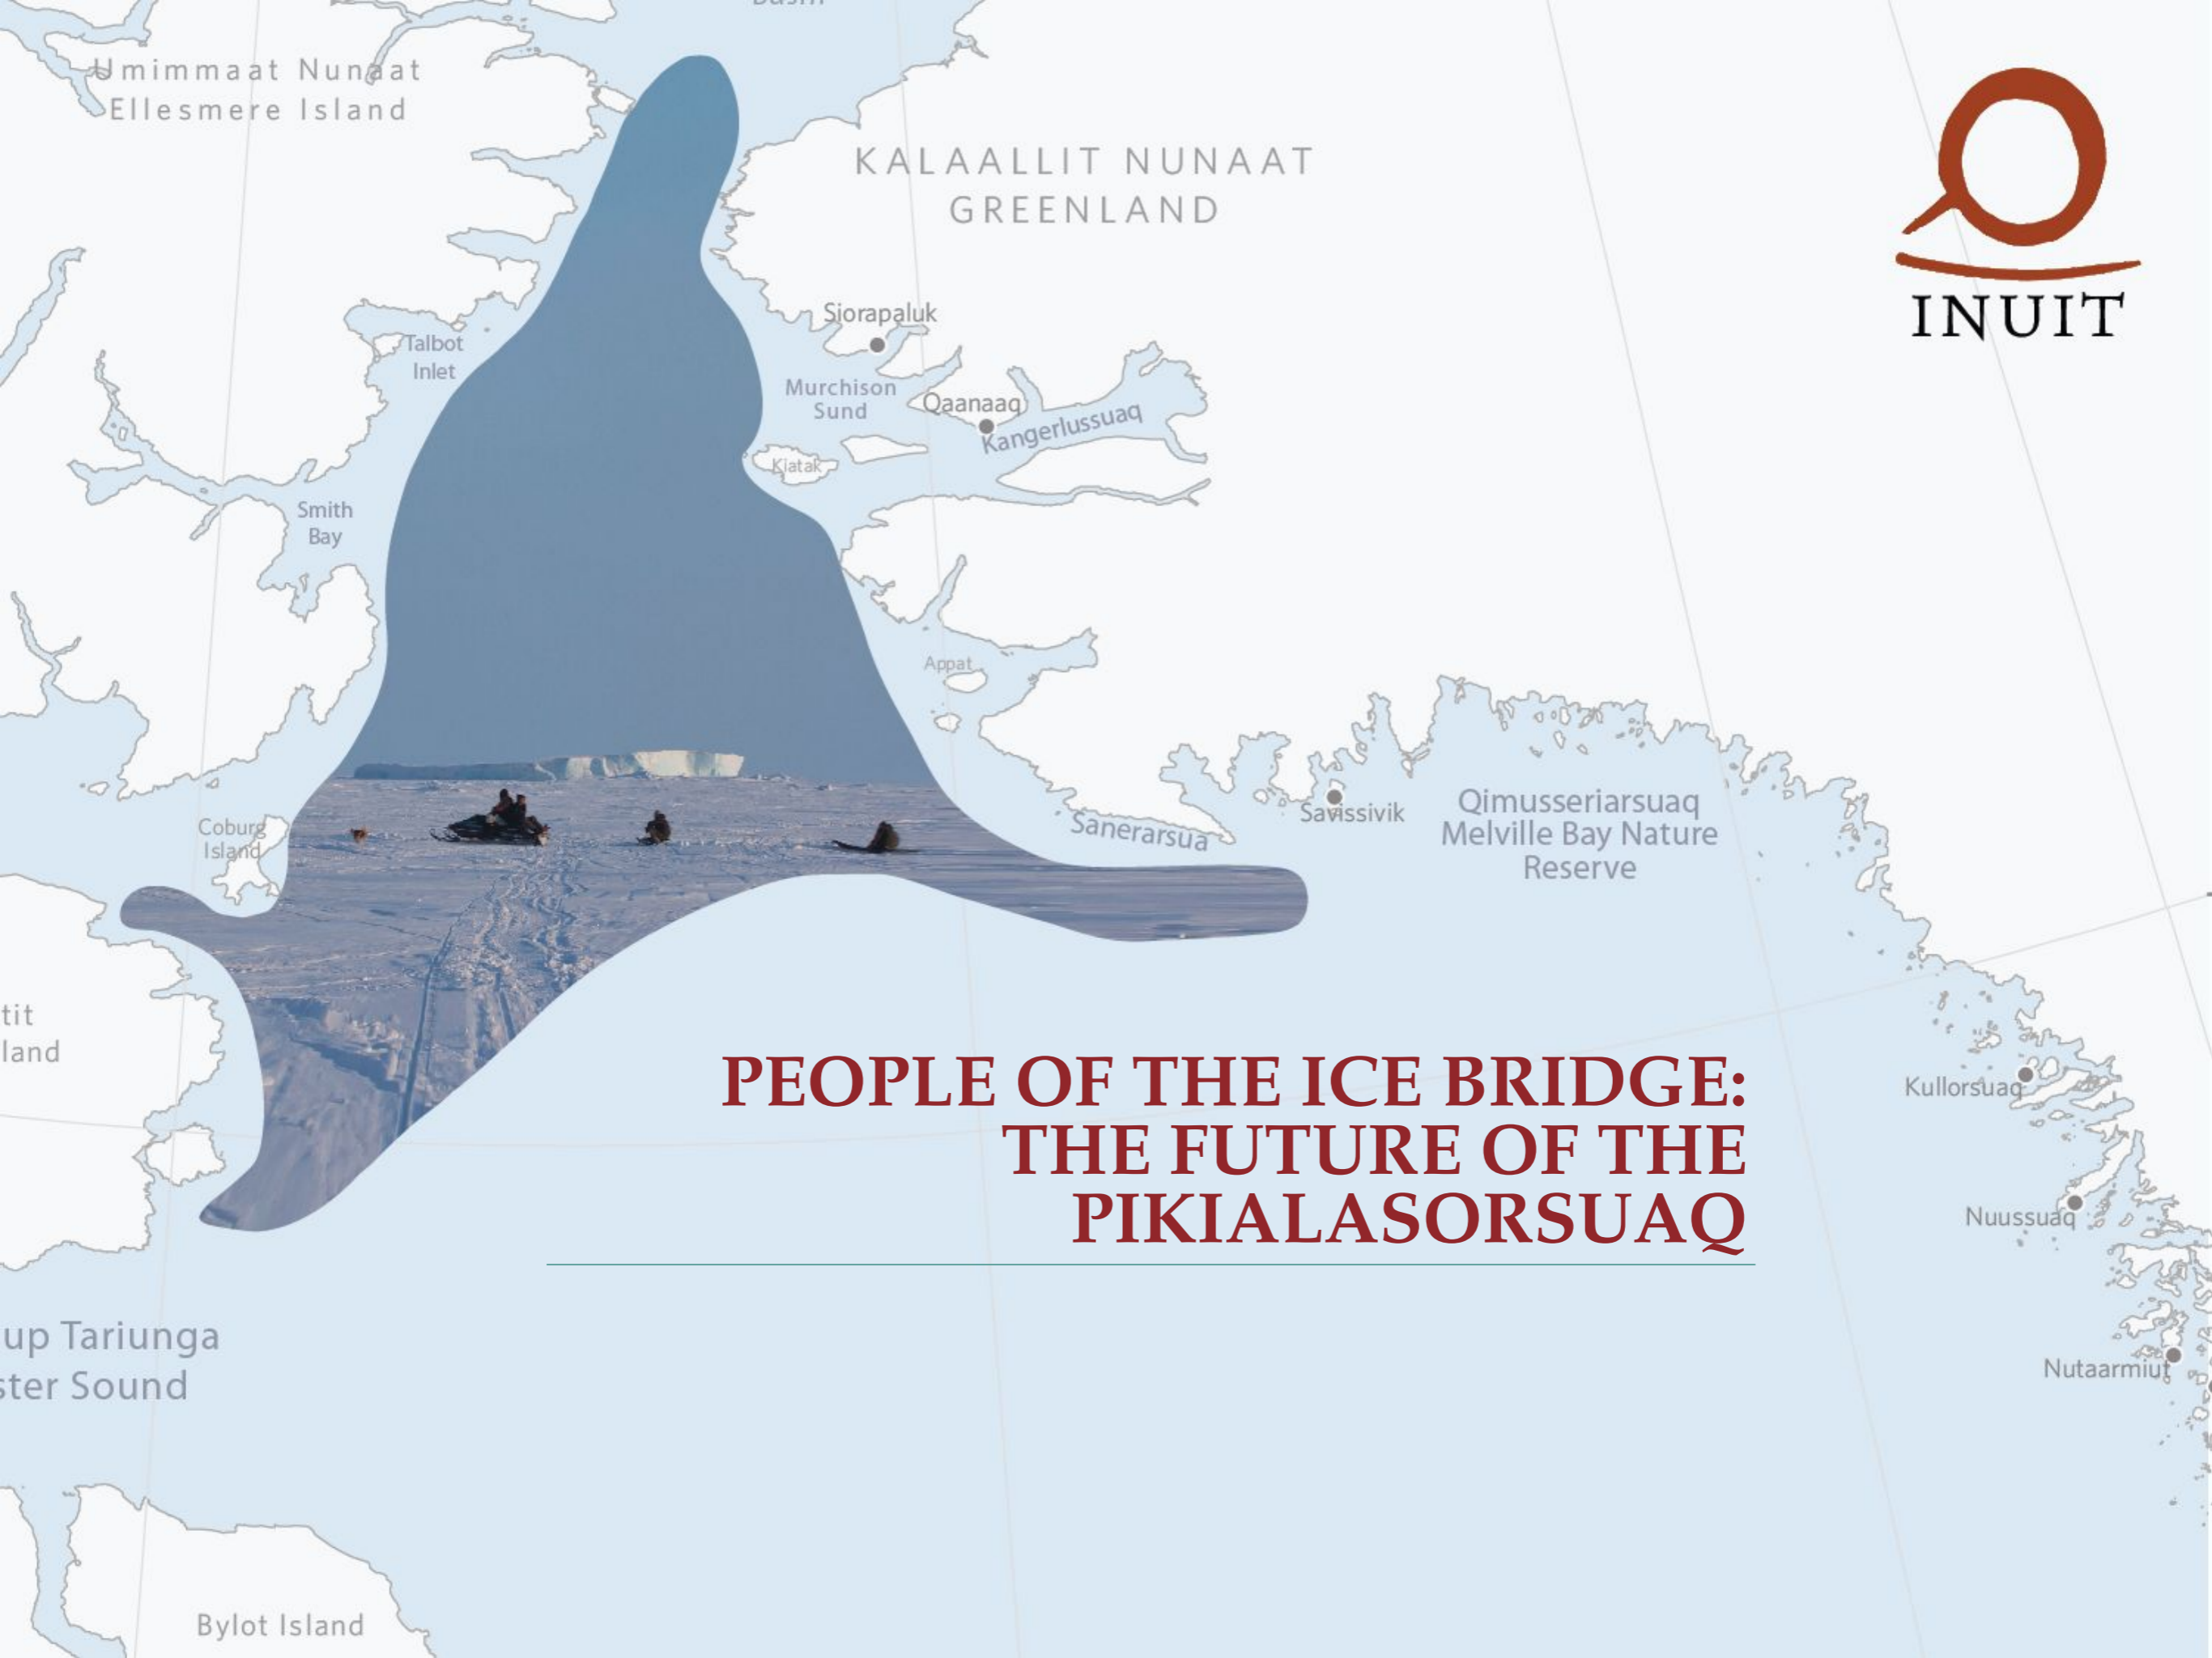 Umimmaat Nunaat
Ellesmere Island
KALAALLIT NUNAAT
GREENLAND
INUIT
Siorapaluk
Talbot
Inlet
Murchison
Sund
Qaanaaq
Kangerlussuaq
Kiatak
Smith
Bay
Appat
Savissivik
Qimusseriarsuaq
Melville Bay Nature
Reserve
Sanerarsua
Coburg
Island
tit
land
PEOPLE OF THE ICE BRIDGE:
THE FUTURE OF THE
PIKIALASORSUAQ
Kullorsuaq
Nuussuaq
up Tariunga
ster Sound
Nutaarmiut
Bylot Island